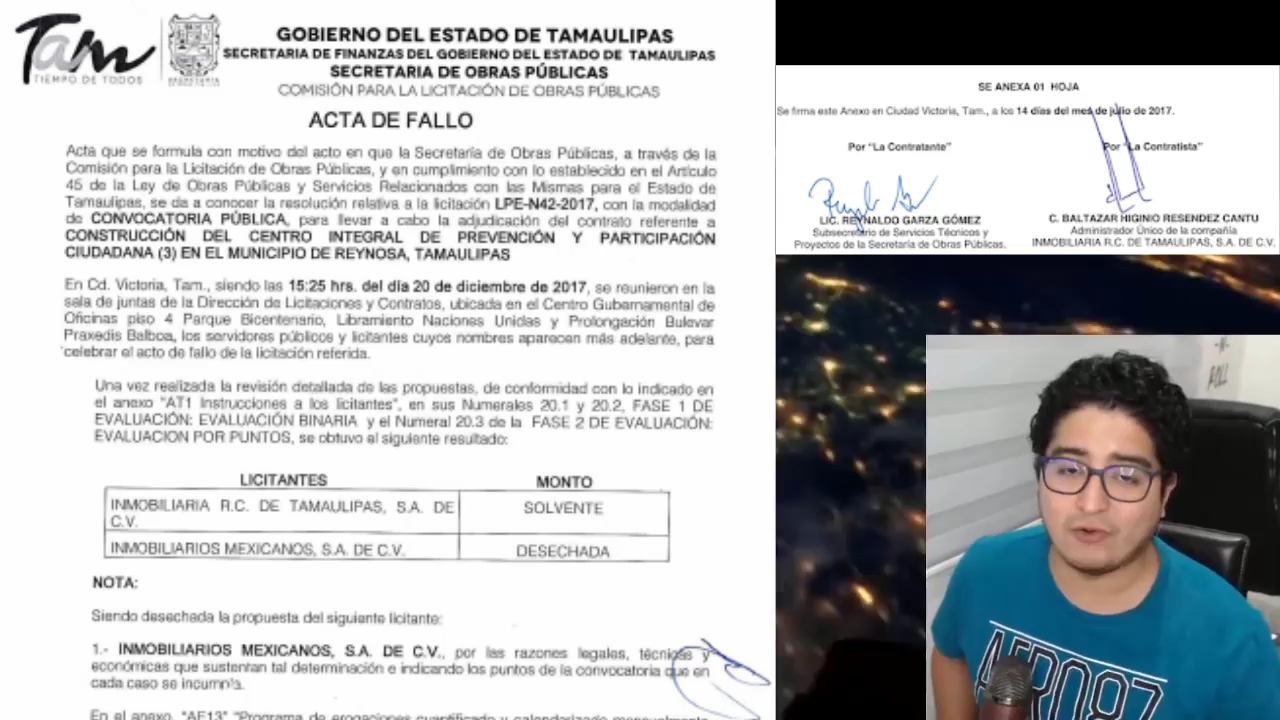 Tam
TIEMPO DE TODOS
GOBIERNO DEL ESTADO DE TAMAULIPAS
SECRETARIA DE FINANZAS DEL GOBIERNO DEL ESTADO DE TAMAULIPAS
SECRETARIA DE OBRAS PÚBLICAS
COMISIÓN PARA LA LICITACIÓN DE OBRAS PÚBLICAS
ACTA DE FALLO
Acta que se formula con motivo del acto en que la Secretaría de Obras Públicas, a través de la
Comisión para la Licitación de Obras Públicas, y en cumplimiento con lo establecido en el Artículo
45 de la Ley de Obras Públicas y Servicios Relacionados con las Mismas para el Estado de
Tamaulipas, se da a conocer la resolución relativa a la licitación LPE-N42-2017, con la modalidad
de CONVOCATORIA PÚBLICA, para llevar a cabo la adjudicación del contrato referente a
CONSTRUCCIÓN DEL CENTRO INTEGRAL DE PREVENCIÓN Y PARTICIPACIÓN
CIUDADANA (3) EN EL MUNICIPIO DE REYNOSA, TAMAULIPAS
En Cd. Victoria, Tam., siendo las 15:25 hrs. del día 20 de diciembre de 2017, se reunieron en la
sala de juntas de la Dirección de Licitaciones y Contratos, ubicada en el Centro Gubernamental de
Oficinas piso 4 Parque Bicentenario, Libramiento Naciones Unidas y Prolongación Bulevar
Praxedis Balboa, los servidores públicos y licitantes cuyos nombres aparecen más adelante, para
celebrar el acto de fallo de la licitación referida.
Una vez realizada la revisión detallada de las propuestas, de conformidad con lo indicado en
el anexo "AT1 Instrucciones a los licitantes", en sus Numerales 20.1 y 20.2, FASE 1 DE
EVALUACIÓN: EVALUACIÓN BINARIA y el Numeral 20.3 de la FASE 2 DE EVALUACIÓN:
EVALUACION POR PUNTOS, se obtuvo el siguiente resultado:
LICITANTES MONTO
INMOBILIARIA R.C. DE TAMAULIPAS, S.A. DE SOLVENTE
C.V.
INMOBILIARIOS MEXICANOS, S.A. DE C.V. DESECHADA
NOTA:
Siendo desechada la propuesta del siguiente licitante:
1.- INMOBILIARIOS MEXICANOS, S.A. DE C.V., por las razones legales, técnicas y
económicas que sustentan tal determinación e indicando los puntos de la convocatoria que en
cada caso se incumpla.
En el anexo, "AE13" "Programa de erogaciones cuantificado y calendarizado mensualmente
SE ANEXA 01 HOJA
Se firma este Anexo en Ciudad Victoria, Tam., a los 14 días del mes de julio de 2017.
Por "La Contratante" Por "La Contratista"
LIC. REYNALDO GARZA GÓMEZ
Subsecretario de Servicios Técnicos y
Proyectos de la Secretaría de Obras Públicas.
C. BALTAZAR HIGINIO RESENDEZ CANTU
Administrador Único de la compañía
INMOBILIARIA R.C. DE TAMAULIPAS, S.A. DE C.V.
ROLL
AERO87